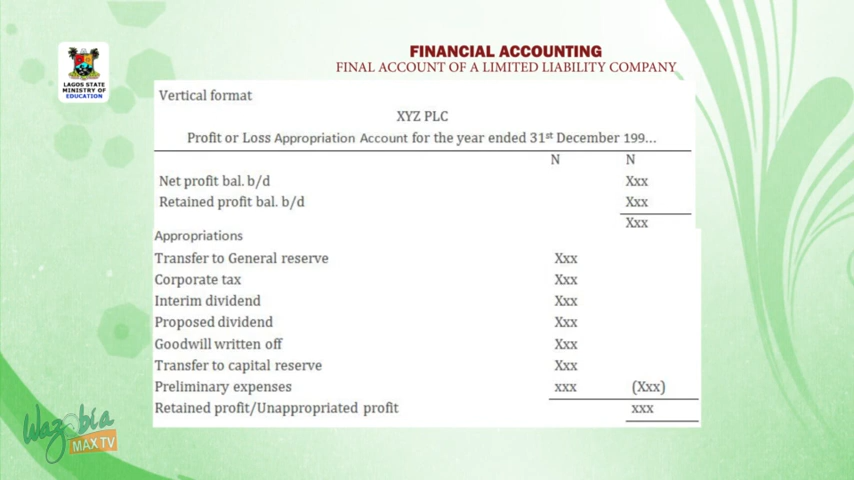 LAGOS STATE
MINISTRY OF
EDUCATION
FINANCIAL ACCOUNTING
FINAL ACCOUNT OF A LIMITED LIABILITY COMPANY
Vertical format
XYZ PLC
Profit or Loss Appropriation Account for the year ended 31st December 199...
N N
Net profit bal. b/d Xxx
Retained profit bal. b/d Xxx
Xxx
Appropriations
Transfer to General reserve Xxx
Corporate tax Xxx
Interim dividend Xxx
Proposed dividend Xxx
Goodwill written off Xxx
Transfer to capital reserve Xxx
Preliminary expenses xxx (Xxx)
Retained profit/Unappropriated profit xxx
Wazobia
MAX TV